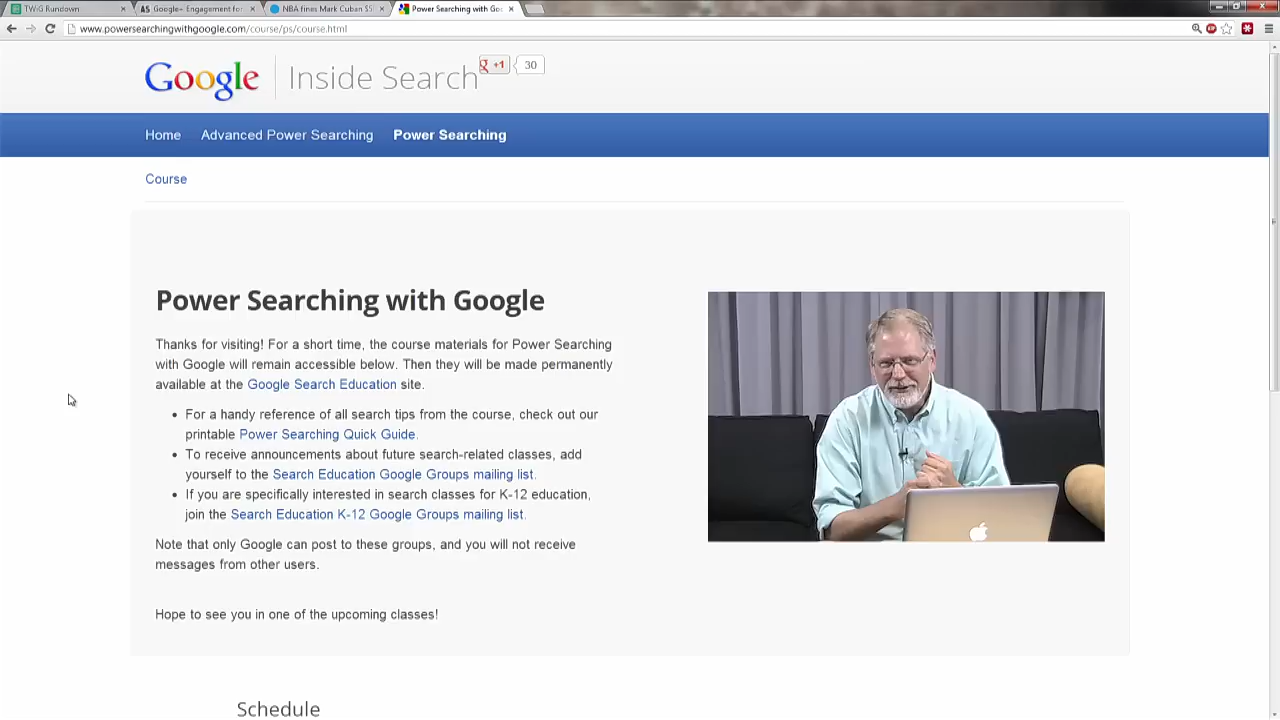 TWiG Rundown
Google+ Engagement for
NBA fines Mark Cuban $5
Power Searching with Goo
www.powersearchingwithgoogle.com/course/ps/course.html
Google Inside Search
+1 30
Home Advanced Power Searching Power Searching
Course
Power Searching with Google
Thanks for visiting! For a short time, the course materials for Power Searching
with Google will remain accessible below. Then they will be made permanently
available at the Google Search Education site.
• For a handy reference of all search tips from the course, check out our
printable Power Searching Quick Guide.
• To receive announcements about future search-related classes, add
yourself to the Search Education Google Groups mailing list.
• If you are specifically interested in search classes for K-12 education,
join the Search Education K-12 Google Groups mailing list.
Note that only Google can post to these groups, and you will not receive
messages from other users.
Hope to see you in one of the upcoming classes!
Schedule